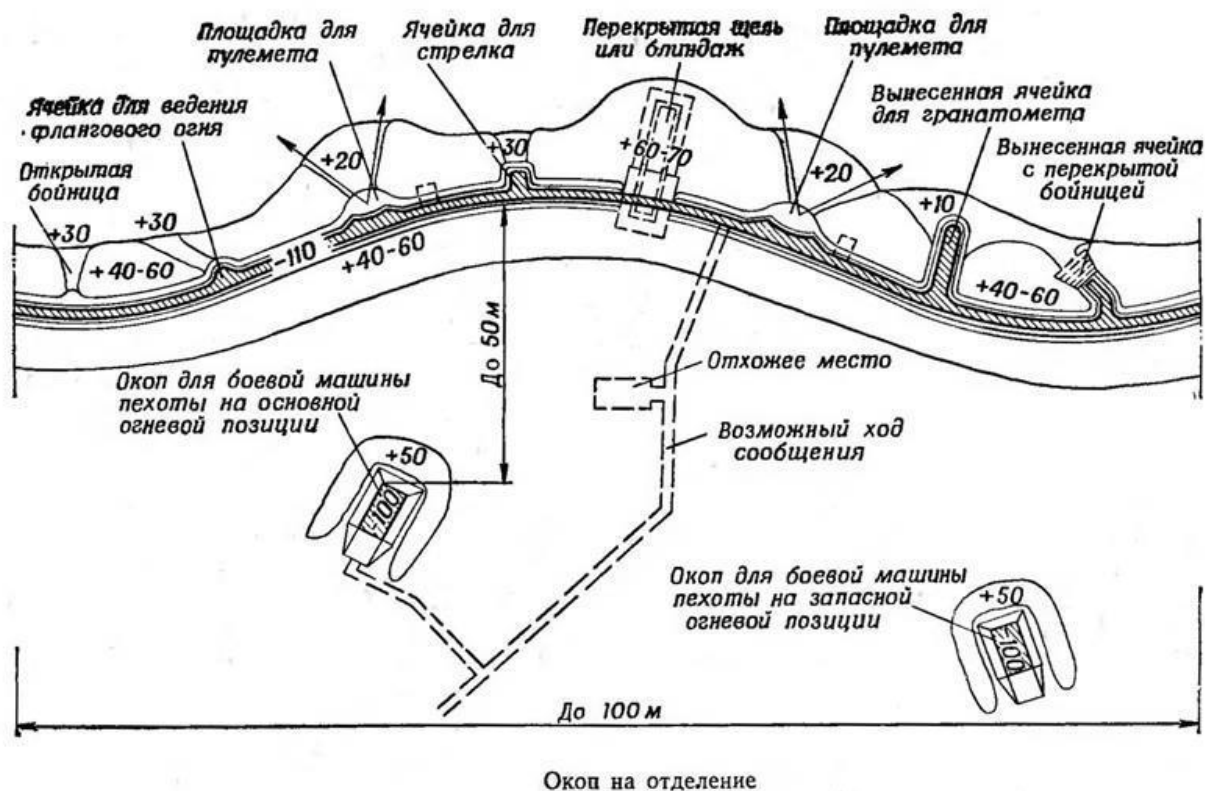 Площадка для
пулемета
Ячейка для
стрелка
Перекрытая щель
или блиндаж
Площадка для
пулемета
Ячейка для ведения
флангового огня
Вынесенная ячейка
для гранатомета
Вынесенная ячейка
с перекрытой
бойницей
Открытая
бойница
+20
+30
+60-70
+20
+10
+30
+30
+40-60
-110
+40-60
+40-60
До 50м
Окоп для боевой машины
пехоты на основной
огневой позиции
Отхожее место
Возможный ход
сообщения
+50
100
Окоп для боевой машины
пехоты на запасной
огневой позиции
+50
100
До 100 м
Окоп на отделение